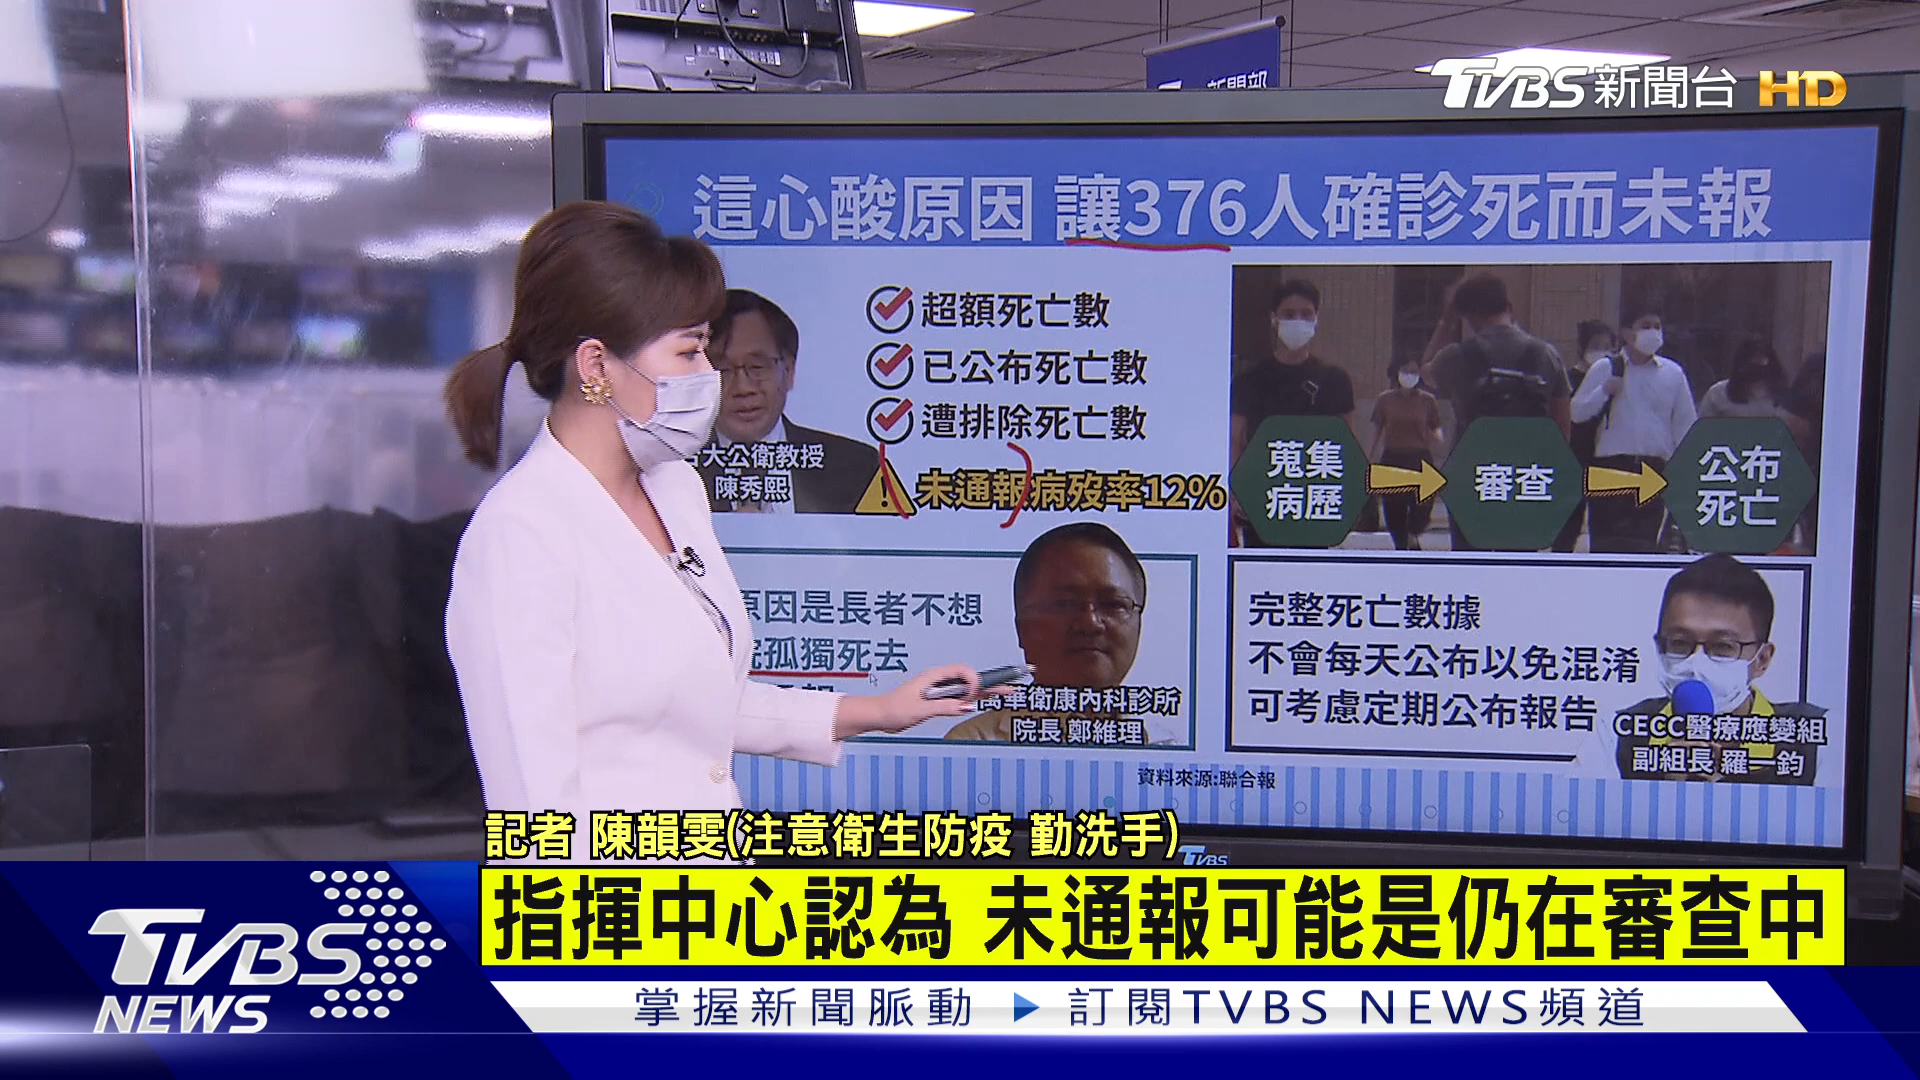 TVBS新聞台 HD
新聞部
這心酸原因 讓376人確診死而未報
超額死亡數
已公布死亡數
遭排除死亡數
未通報病歿率12%
台大公衛教授
陳秀熙
蒐集
病歷
審查
公布
死亡
原因是長者不想
孤獨死去
萬華衛康內科診所
院長 鄭維理
完整死亡數據
不會每天公布以免混淆
可考慮定期公布報告
CECC醫療應變組
副組長 羅一鈞
資料來源:聯合報
TVBS
記者 陳韻雯(注意衛生防疫 勤洗手)
指揮中心認為 未通報可能是仍在審查中
TVBS
NEWS
掌握新聞脈動 ▶ 訂閱TVBS NEWS頻道